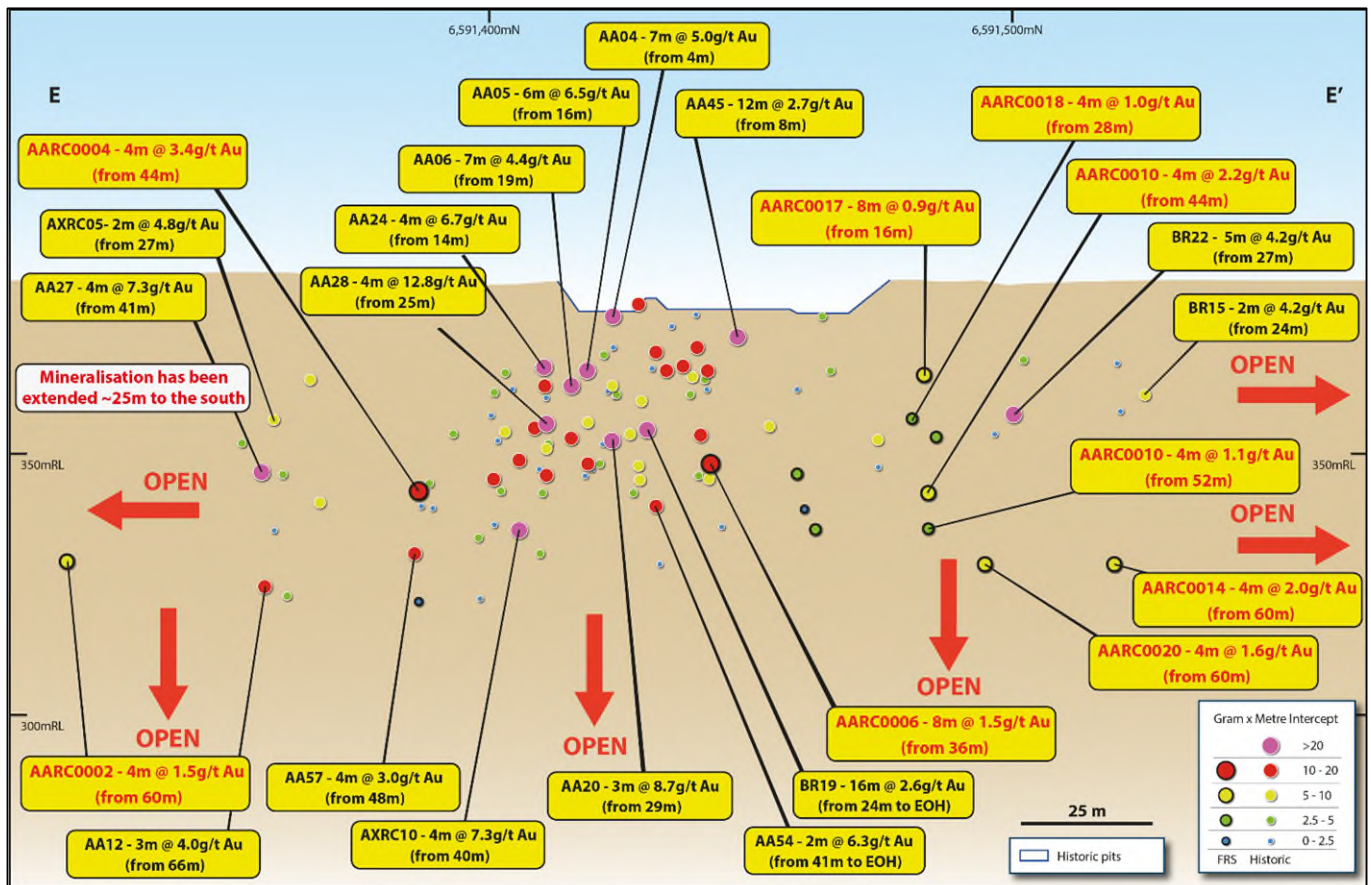 6,591,400mN
6,591,500mN
E
E'
AA04 - 7m @ 5.0g/t Au
(from 4m)
AA05 - 6m @ 6.5g/t Au
(from 16m)
AA45 - 12m @ 2.7g/t Au
(from 8m)
AARC0018 - 4m @ 1.0g/t Au
(from 28m)
AARC0004 - 4m @ 3.4g/t Au
(from 44m)
AA06 - 7m @ 4.4g/t Au
(from 19m)
AARC0010 - 4m @ 2.2g/t Au
(from 44m)
AXRC05- 2m @ 4.8g/t Au
(from 27m)
AA24 - 4m @ 6.7g/t Au
(from 14m)
AARC0017 - 8m @ 0.9g/t Au
(from 16m)
BR22 - 5m @ 4.2g/t Au
(from 27m)
AA27 - 4m @ 7.3g/t Au
(from 41m)
AA28 - 4m @ 12.8g/t Au
(from 25m)
BR15 - 2m @ 4.2g/t Au
(from 24m)
OPEN
Mineralisation has been
extended ~25m to the south
350mRL
350mRL
OPEN
AARC0010 - 4m @ 1.1g/t Au
(from 52m)
OPEN
AARC0014 - 4m @ 2.0g/t Au
(from 60m)
AARC0020 - 4m @ 1.6g/t Au
(from 60m)
OPEN
300mRL
OPEN
OPEN
AARC0006 - 8m @ 1.5g/t Au
(from 36m)
AARC0002 - 4m @ 1.5g/t Au
(from 60m)
AA57 - 4m @ 3.0g/t Au
(from 48m)
AA20 - 3m @ 8.7g/t Au
(from 29m)
BR19 - 16m @ 2.6g/t Au
(from 24m to EOH)
AA12 - 3m @ 4.0g/t Au
(from 66m)
AXRC10 - 4m @ 7.3g/t Au
(from 40m)
AA54 - 2m @ 6.3g/t Au
(from 41m to EOH)
25 m
Historic pits
Gram x Metre Intercept
>20
10 - 20
5 - 10
2.5 - 5
0 - 2.5
FRS Historic